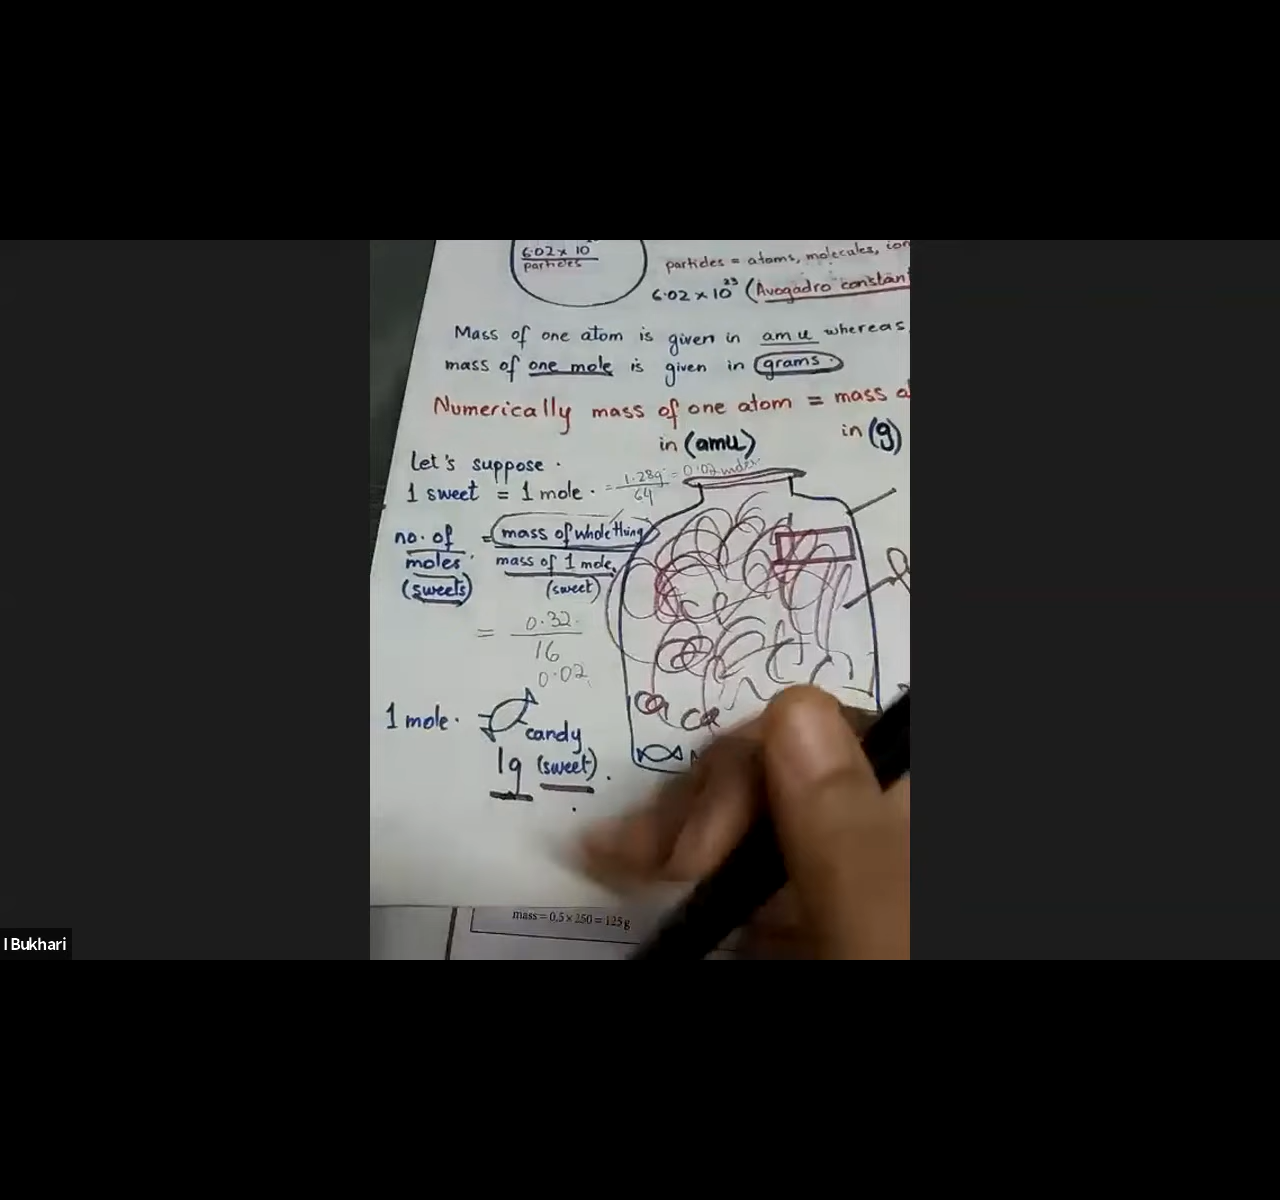 6.02 x 10
particles
particles = atoms, molecules, ion
6.02 x 10²³ (Avogadro constant
Mass of one atom is given in amu whereas
mass of one mole is given in grams.
Numerically mass of one atom = mass o
in (amu) in (g)
Let's suppose.
1 sweet = 1 mole. = 1.28g = 0.02 moles.
64
no. of moles (sweets) = mass of whole thing
mass of 1 mole. (sweet)
= 0.32
16
0.02
1 mole. candy
1g (sweet).
mass = 0.5 × 250 = 125 g
I Bukhari